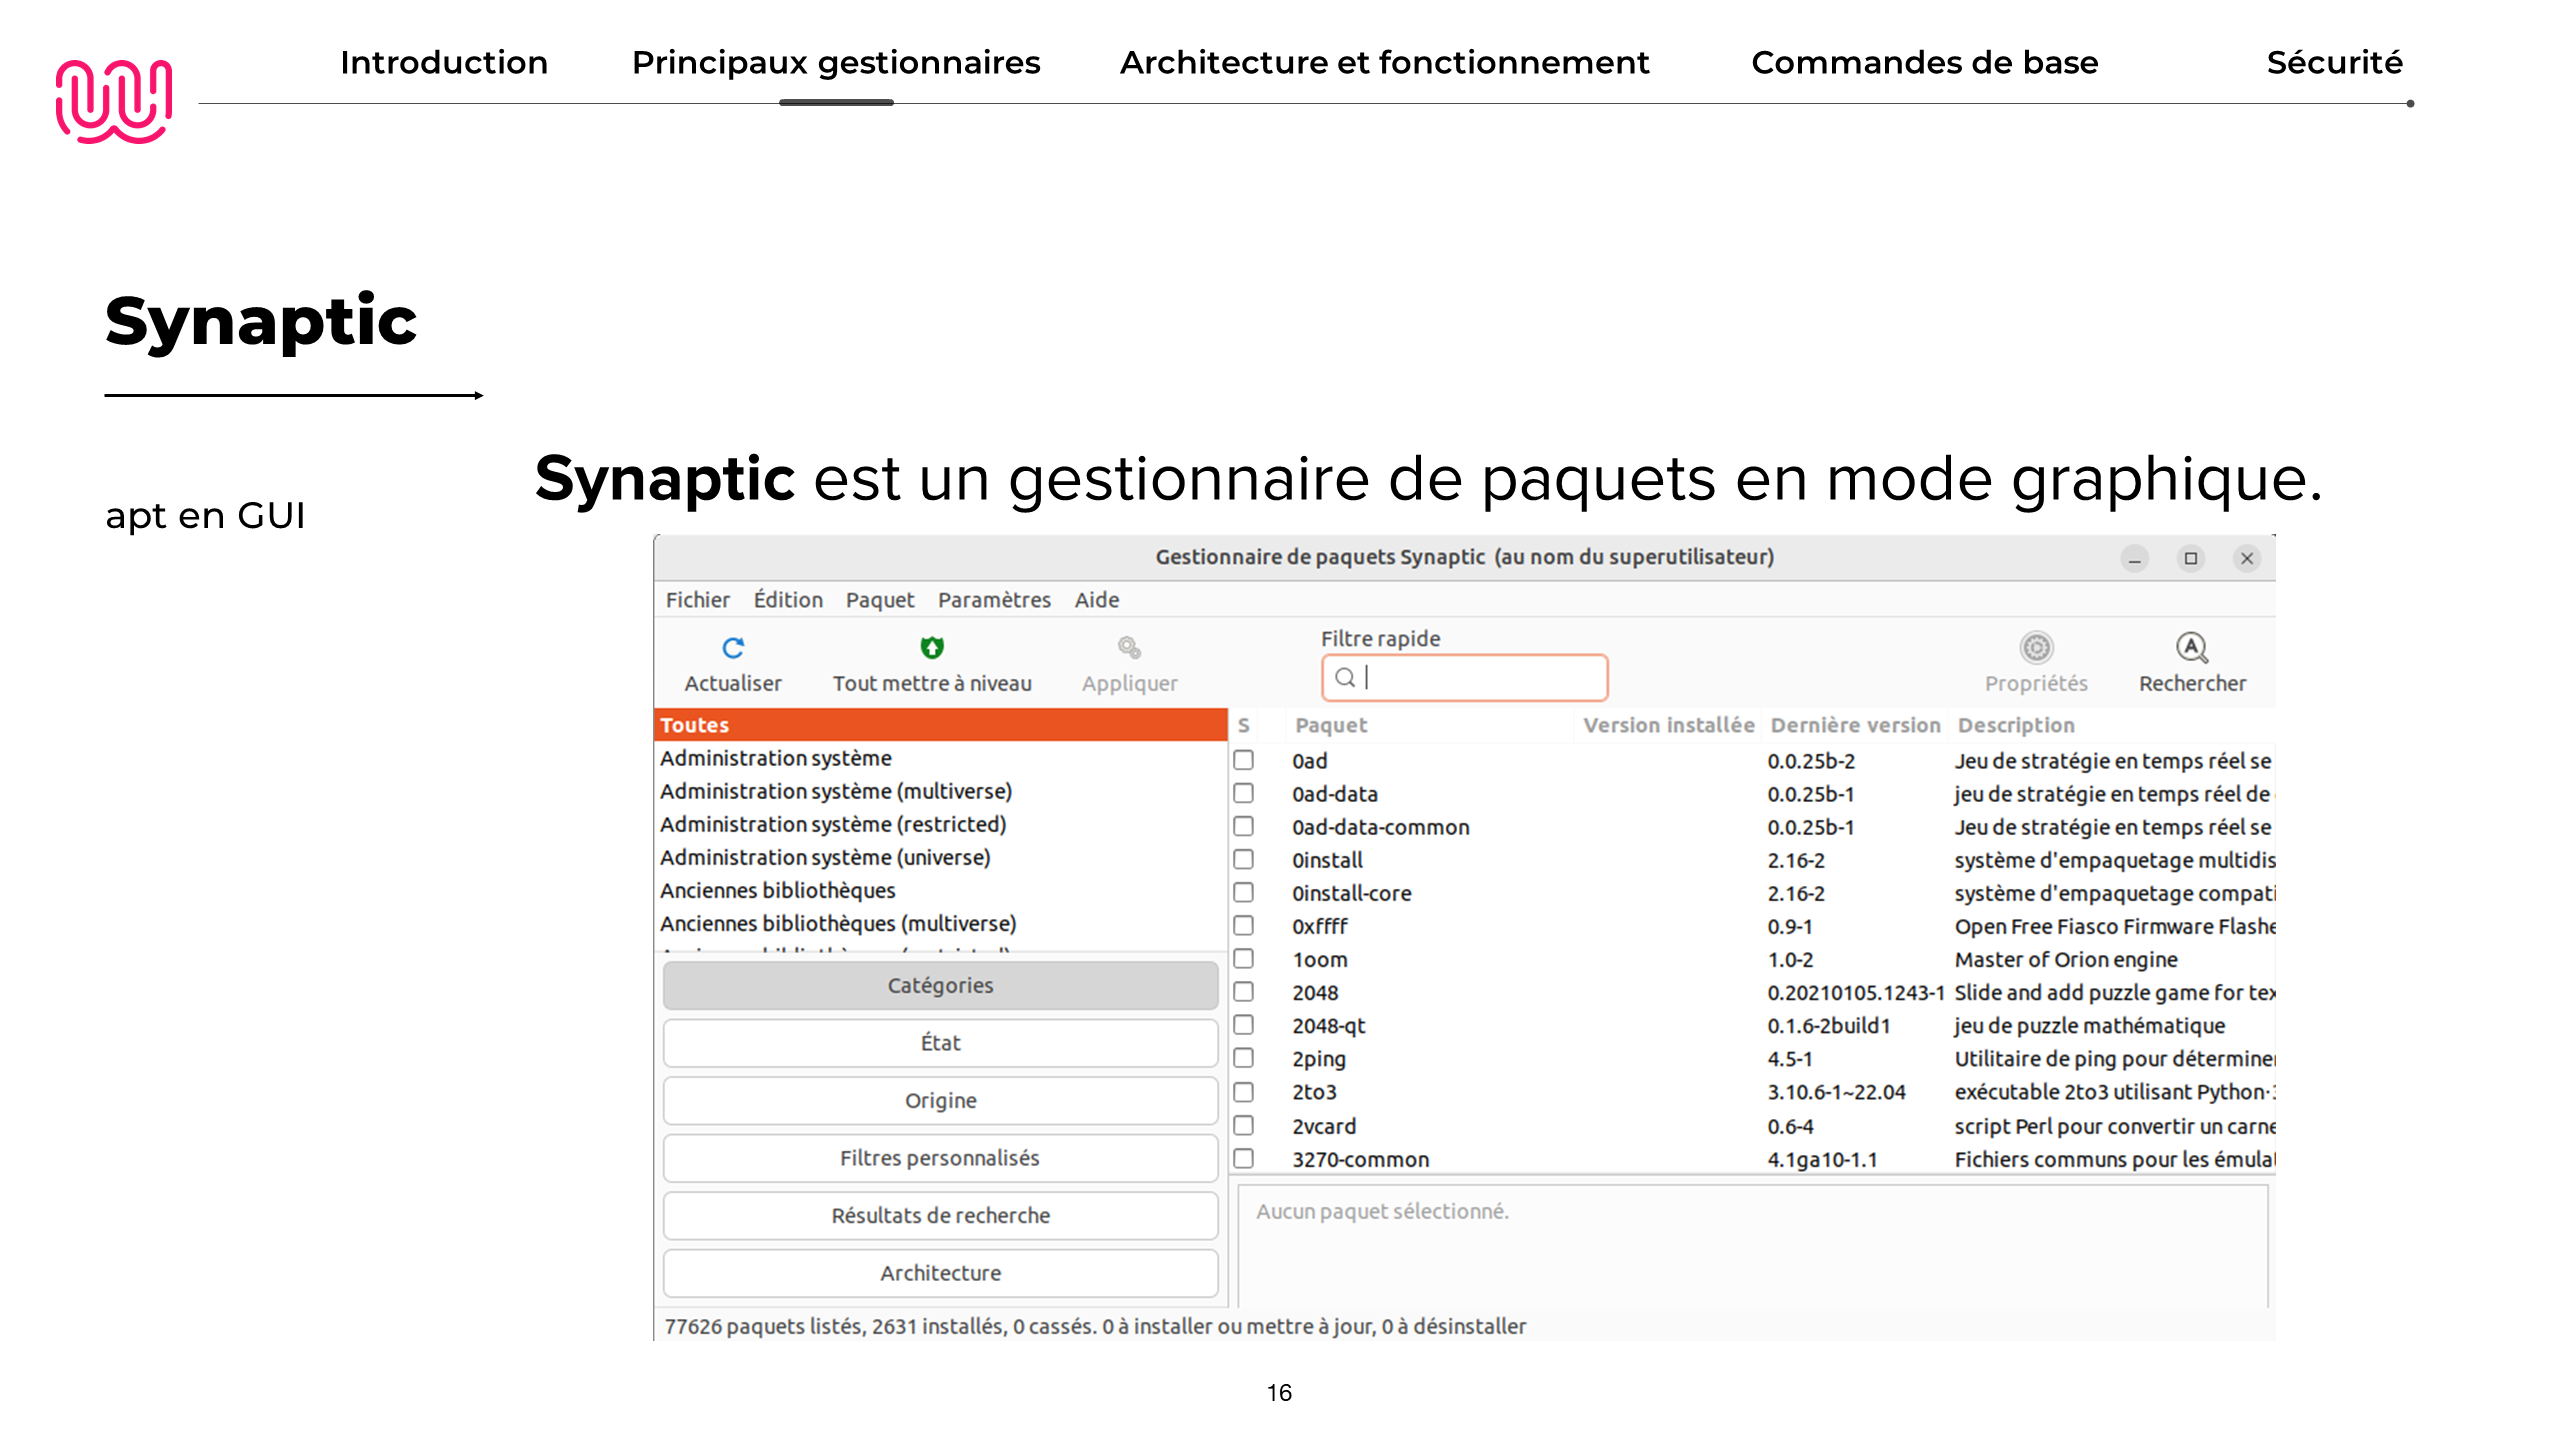 Introduction
Principaux gestionnaires
Architecture et fonctionnement
Commandes de base
Sécurité
Synaptic
apt en GUI
Synaptic est un gestionnaire de paquets en mode graphique.
Gestionnaire de paquets Synaptic (au nom du superutilisateur)
Fichier Édition Paquet Paramètres Aide
Actualiser
Tout mettre à niveau
Appliquer
Filtre rapide
Propriétés
Rechercher
Toutes
Administration système
Administration système (multiverse)
Administration système (restricted)
Administration système (universe)
Anciennes bibliothèques
Anciennes bibliothèques (multiverse)
Catégories
État
Origine
Filtres personnalisés
Résultats de recherche
Architecture
S Paquet Version installée Dernière version Description
0ad 0.0.25b-2 Jeu de stratégie en temps réel se
0ad-data 0.0.25b-1 jeu de stratégie en temps réel de
0ad-data-common 0.0.25b-1 Jeu de stratégie en temps réel se
0install 2.16-2 système d'empaquetage multidis
0install-core 2.16-2 système d'empaquetage compati
0xffff 0.9-1 Open Free Fiasco Firmware Flashe
1oom 1.0-2 Master of Orion engine
2048 0.20210105.1243-1 Slide and add puzzle game for tex
2048-qt 0.1.6-2build1 jeu de puzzle mathématique
2ping 4.5-1 Utilitaire de ping pour déterminer
2to3 3.10.6-1~22.04 exécutable 2to3 utilisant Python
2vcard 0.6-4 script Perl pour convertir un carne
3270-common 4.1ga10-1.1 Fichiers communs pour les émulat
Aucun paquet sélectionné.
77626 paquets listés, 2631 installés, 0 cassés. 0 à installer ou mettre à jour, 0 à désinstaller
16